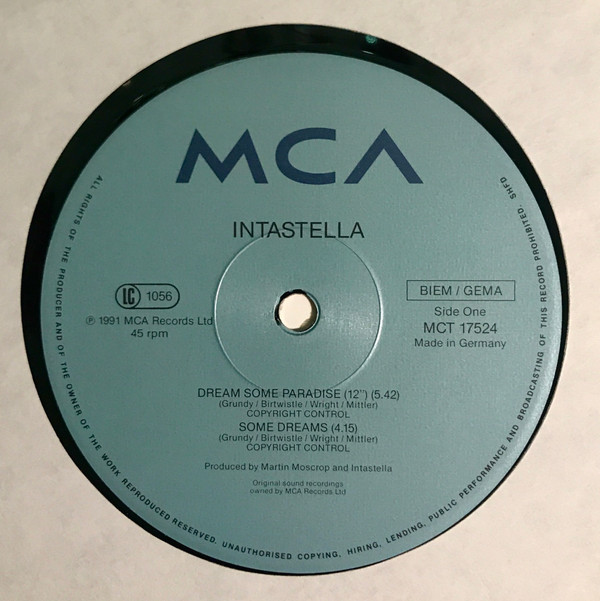 MCA
INTASTELLA
LC 1056
℗ 1991 MCA Records Ltd
45 rpm
BIEM / GEMA
Side One
MCT 17524
Made in Germany
DREAM SOME PARADISE (12") (5.42)
(Grundy / Birtwistle / Wright / Mittler)
COPYRIGHT CONTROL
SOME DREAMS (4.15)
(Grundy / Birtwistle / Wright / Mittler)
COPYRIGHT CONTROL
Produced by Martin Moscrop and Intastella
Original sound recordings
owned by MCA Records Ltd
ALL RIGHTS OF THE PRODUCER AND OF THE OWNER OF THE WORK REPRODUCED RESERVED. UNAUTHORISED COPYING, HIRING, LENDING, PUBLIC PERFORMANCE AND BROADCASTING OF THIS RECORD PROHIBITED. SHFD